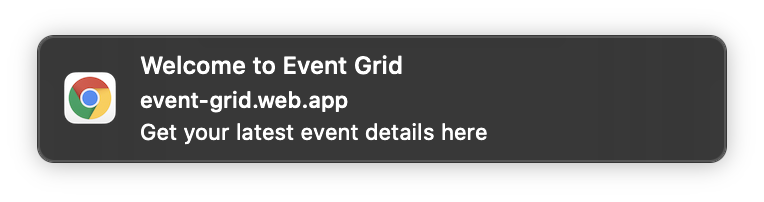 Welcome to Event Grid
event-grid.web.app
Get your latest event details here